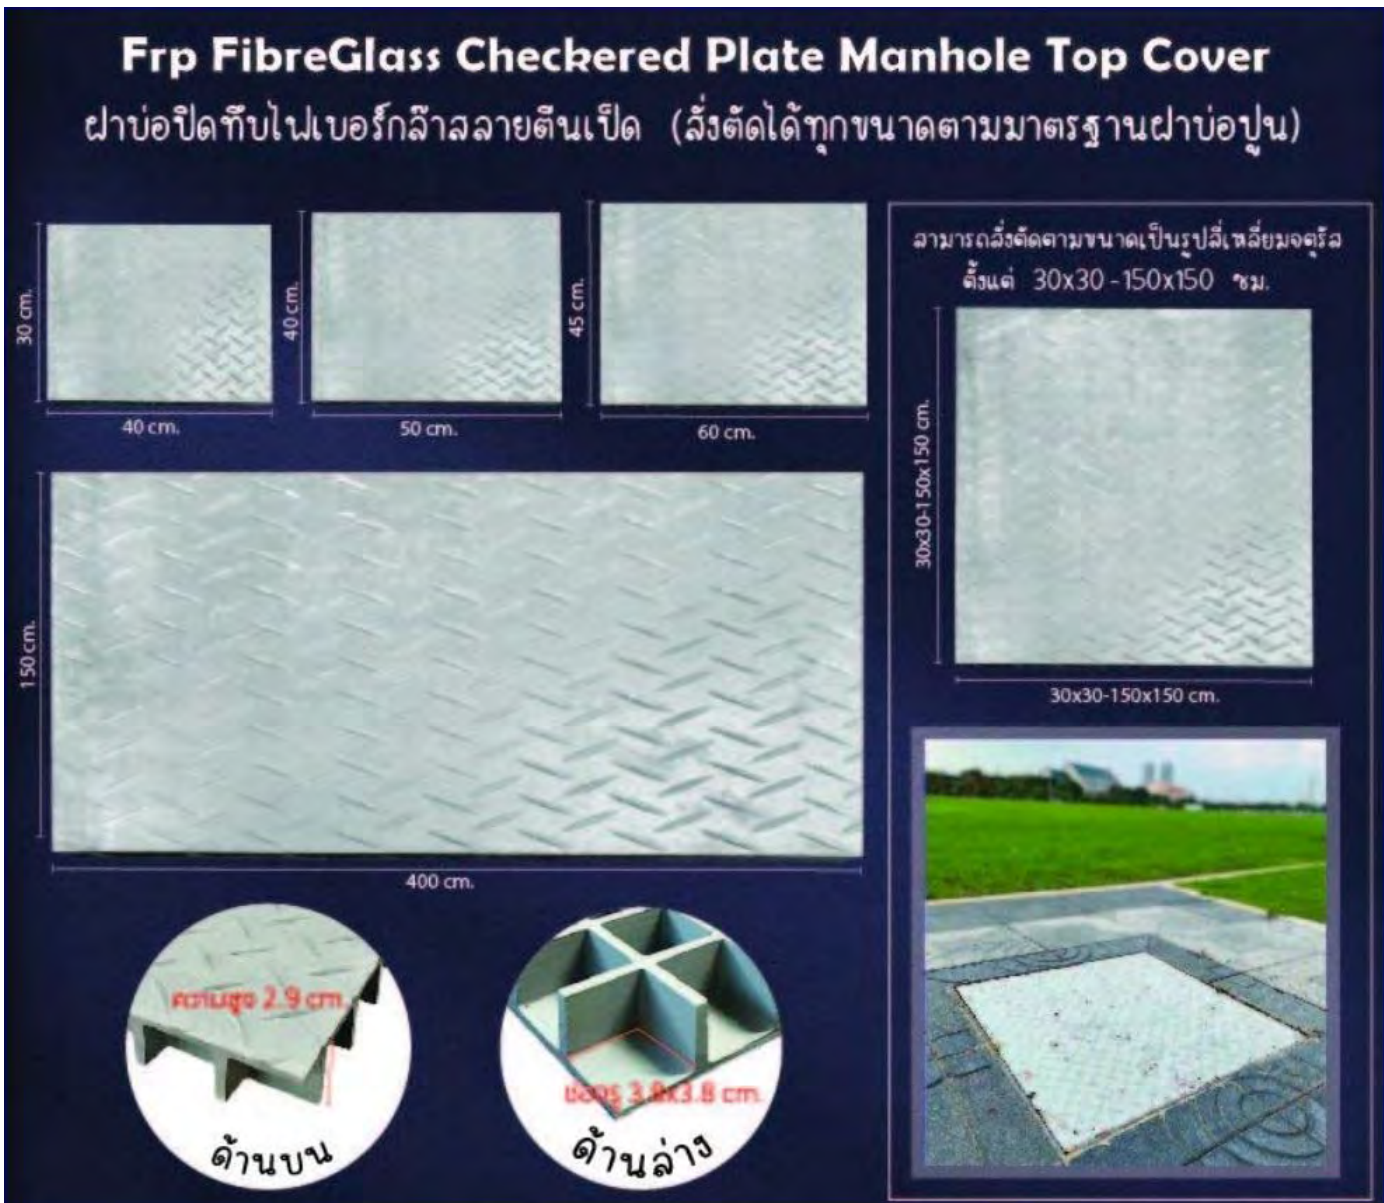 Frp FibreGlass Checkered Plate Manhole Top Cover
ฝาบ่อปิดทึบไฟเบอร์กล๊าสลายตีนเป็ด (สั่งตัดได้ทุกขนาดตามมาตรฐานฝาบ่อปูน)
30 cm.
40 cm.
40 cm.
50 cm.
45 cm.
60 cm.
150 cm.
400 cm.
ความสูง 2.9 cm.
ด้านบน
ช่องรู 3.8x3.8 cm.
ด้านล่าง
สามารถสั่งตัดตามขนาดเป็นรูปสี่เหลี่ยมจตุรัส
ตั้งแต่ 30x30 -150x150 ซม.
30x30-150x150 cm.
30x30-150x150 cm.